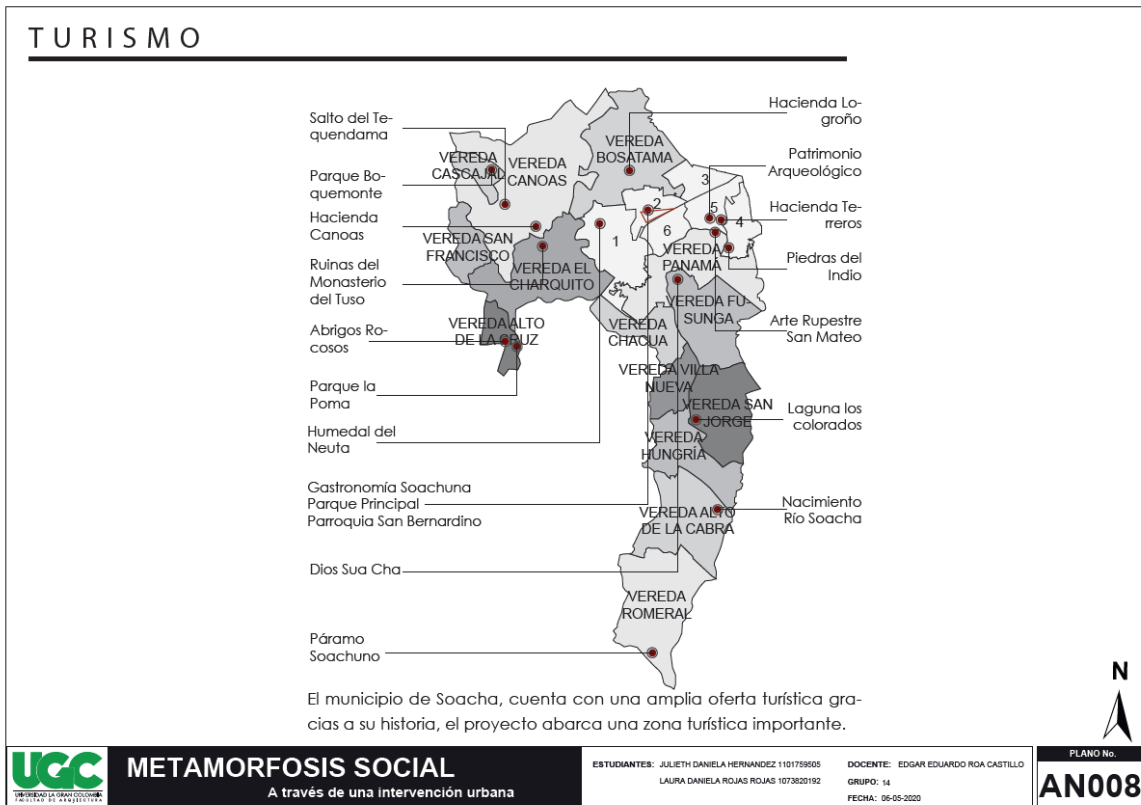 TURISMO
Salto del Te-
quendama
Parque Bo-
quemonte
Hacienda
Canoas
Ruinas del
Monasterio
del Tuso
Abrigos Ro-
cosos
Parque la
Poma
Humedal del
Neuta
Gastronomía Soachuna
Parque Principal
Parroquia San Bernardino
Dios Sua Cha
Páramo
Soachuno
VEREDA
CASCAJAL
VEREDA
CANOAS
VEREDA
BOSATAMA
VEREDA SAN
FRANCISCO
VEREDA EL
CHARQUITO
1
2
3
4
5
6
VEREDA
PANAMÁ
VEREDA FU-
SUNGA
VEREDA ALTO
DE LA CRUZ
VEREDA
CHACUA
VEREDA VILLA
NUEVA
VEREDA SAN
JORGE
VEREDA
HUNGRÍA
VEREDA ALTO
DE LA CABRA
VEREDA
ROMERAL
Hacienda Lo-
groño
Patrimonio
Arqueológico
Hacienda Te-
rreros
Piedras del
Indio
Arte Rupestre
San Mateo
Laguna los
colorados
Nacimiento
Río Soacha
El municipio de Soacha, cuenta con una amplia oferta turística gra-
cias a su historia, el proyecto abarca una zona turística importante.
N
UGC
UNIVERSIDAD LA GRAN COLOMBIA
FACULTAD DE ARQUITECTURA
METAMORFOSIS SOCIAL
A través de una intervención urbana
ESTUDIANTES: JULIETH DANIELA HERNANDEZ 1101759505
LAURA DANIELA ROJAS ROJAS 1073820192
DOCENTE: EDGAR EDUARDO ROA CASTILLO
GRUPO: 14
FECHA: 06-05-2020
PLANO No.
AN008